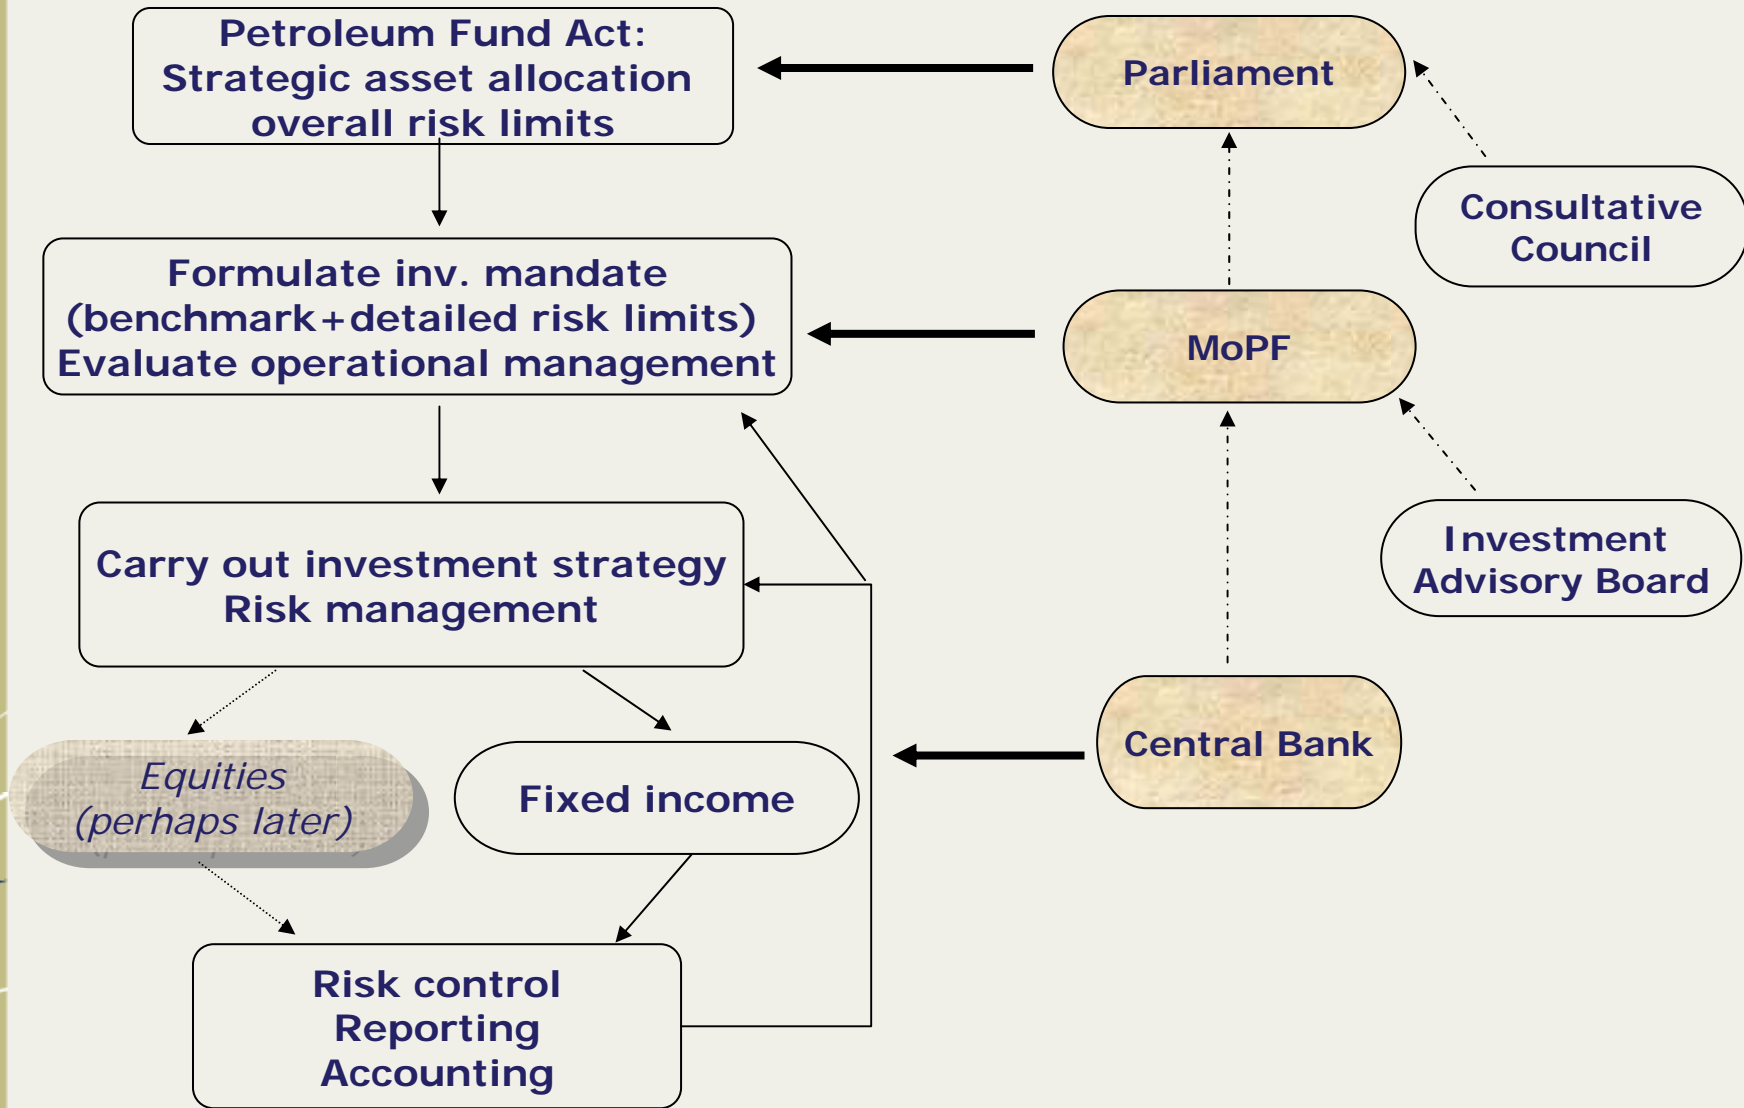 Petroleum Fund Act:
Strategic asset allocation
overall risk limits
Parliament
Consultative
Council
Formulate inv. mandate
(benchmark+detailed risk limits)
Evaluate operational management
MoPF
Investment
Advisory Board
Carry out investment strategy
Risk management
Central Bank
Equities
(perhaps later)
Fixed income
Risk control
Reporting
Accounting